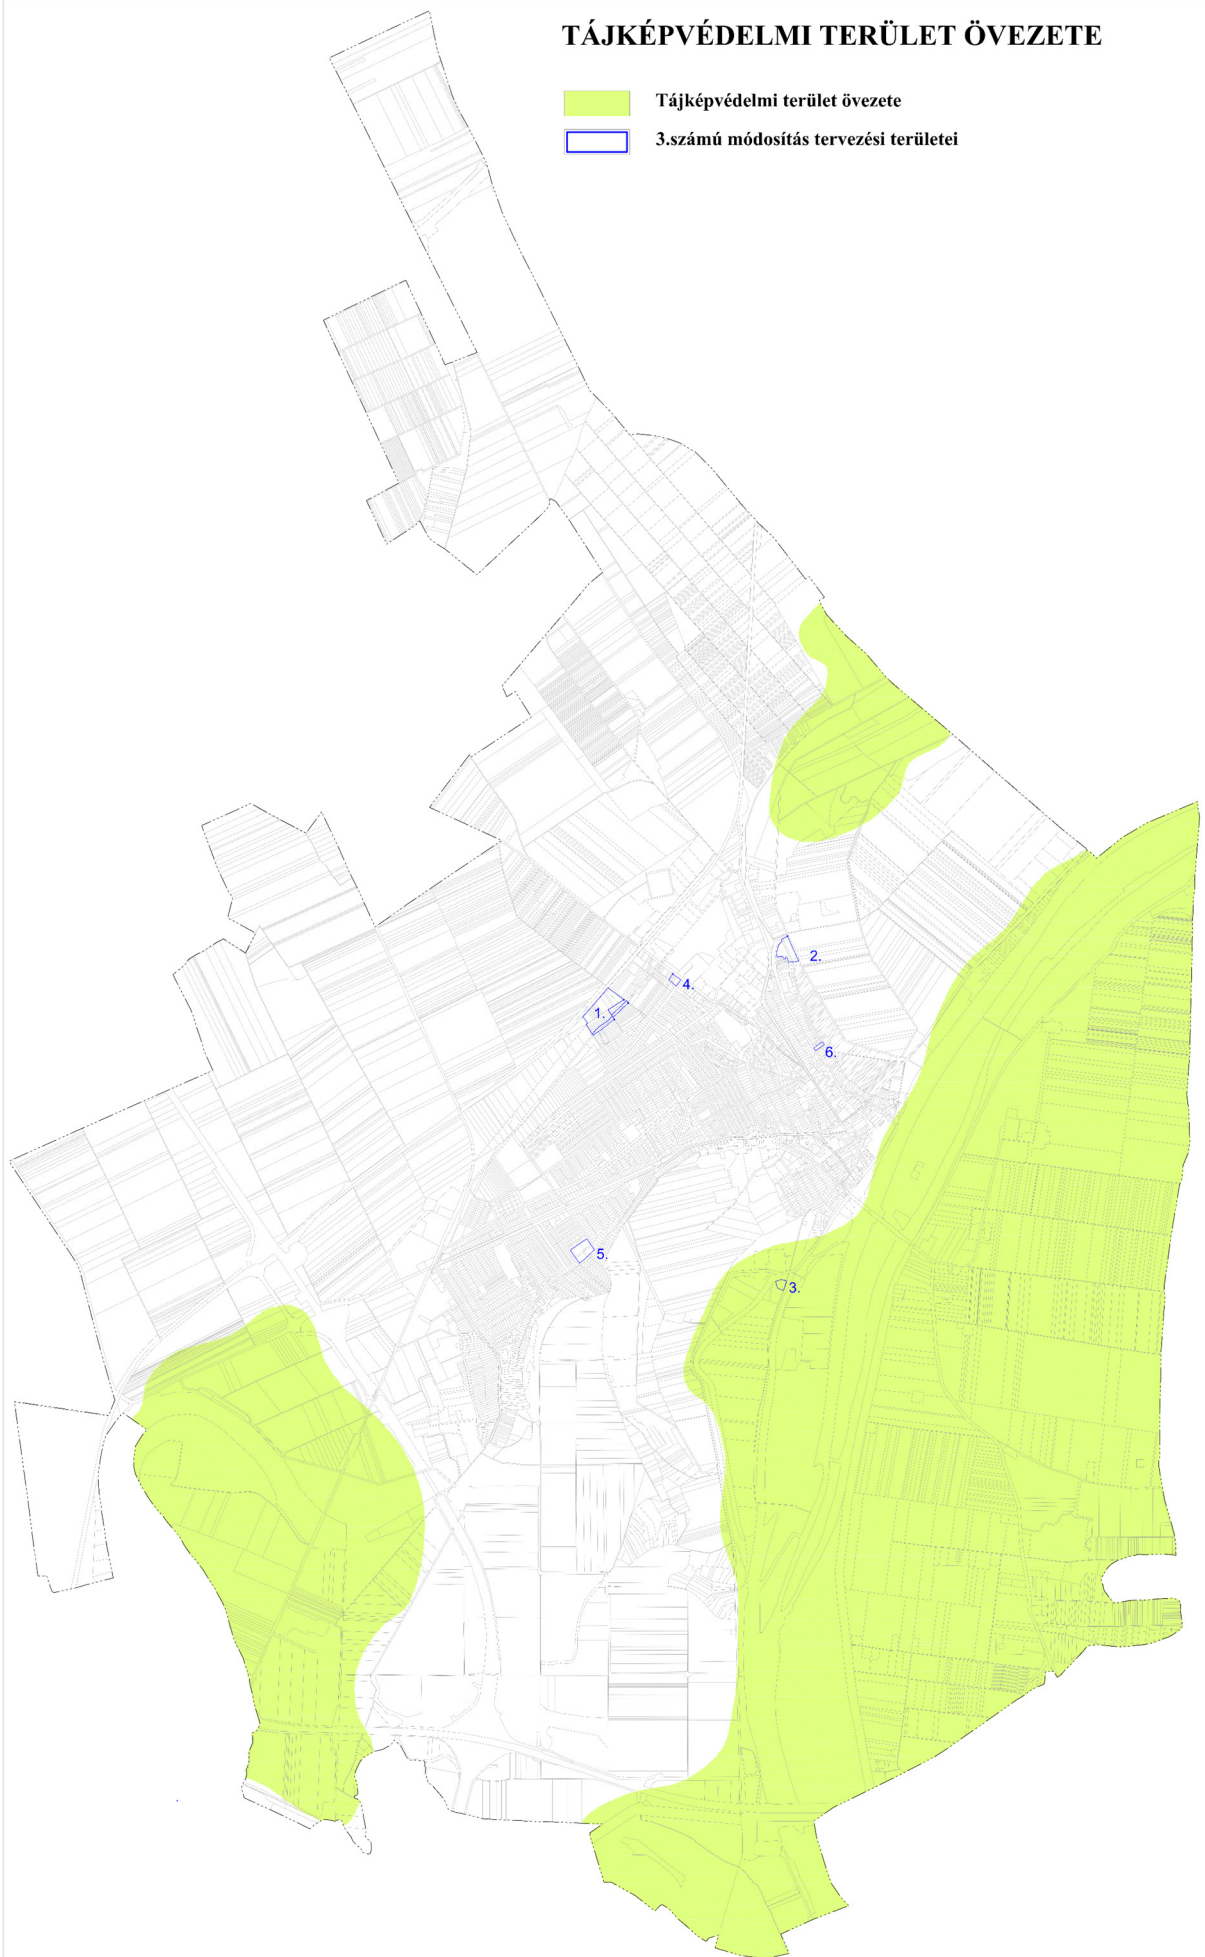 TÁJKÉPVÉDELMI TERÜLET ÖVEZETE
Tájképvédelmi terület övezete
3.számú módosítás tervezési területei
2.
4.
1.
6.
5.
3.